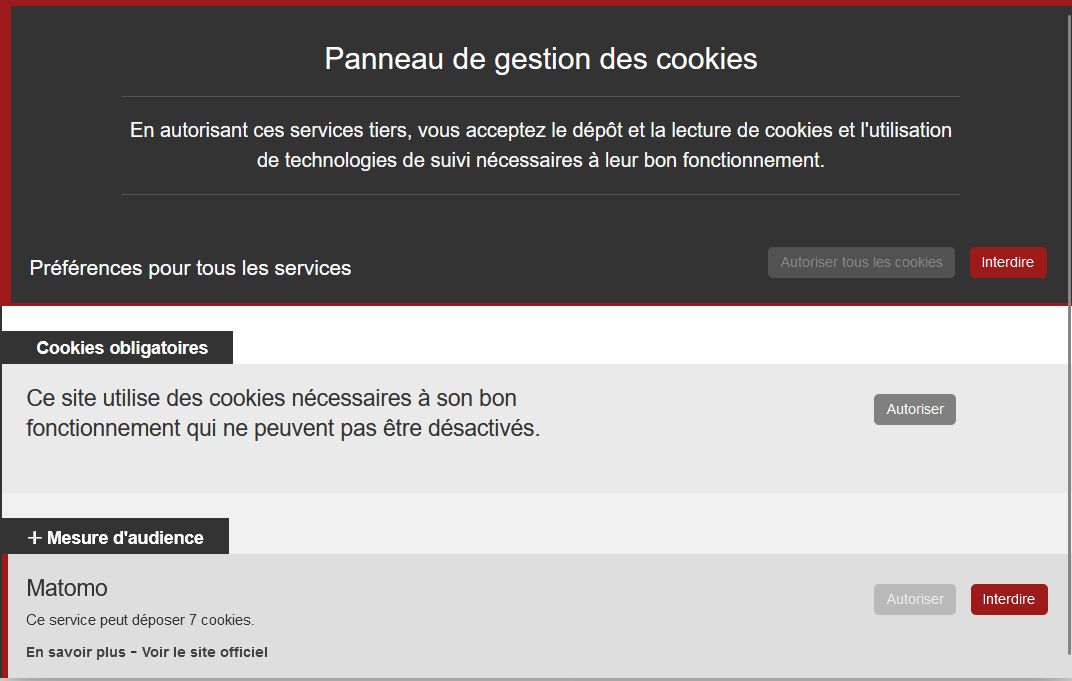 Panneau de gestion des cookies
En autorisant ces services tiers, vous acceptez le dépôt et la lecture de cookies et l'utilisation
de technologies de suivi nécessaires à leur bon fonctionnement.
Préférences pour tous les services
Autoriser tous les cookies
Interdire
Cookies obligatoires
Ce site utilise des cookies nécessaires à son bon
fonctionnement qui ne peuvent pas être désactivés.
Autoriser
+ Mesure d'audience
Matomo
Ce service peut déposer 7 cookies.
En savoir plus - Voir le site officiel
Autoriser
Interdire